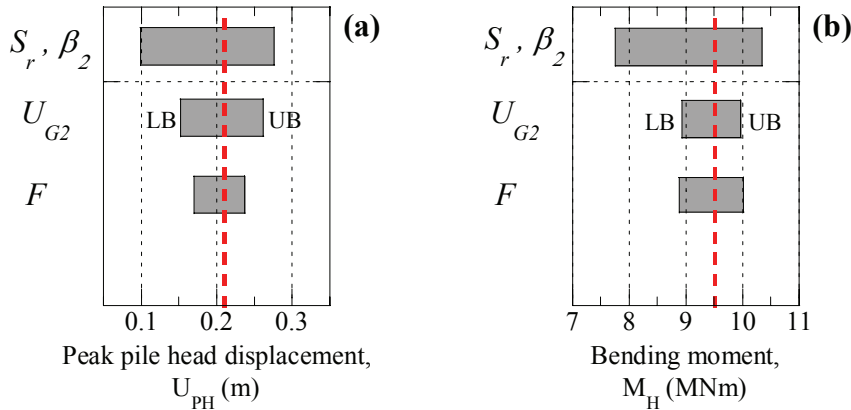 (a)
S_r , β_2
U_G2
LB
UB
F
0.1 0.2 0.3
Peak pile head displacement,
U_PH (m)
(b)
S_r , β_2
U_G2
LB
UB
F
7 8 9 10 11
Bending moment,
M_H (MNm)